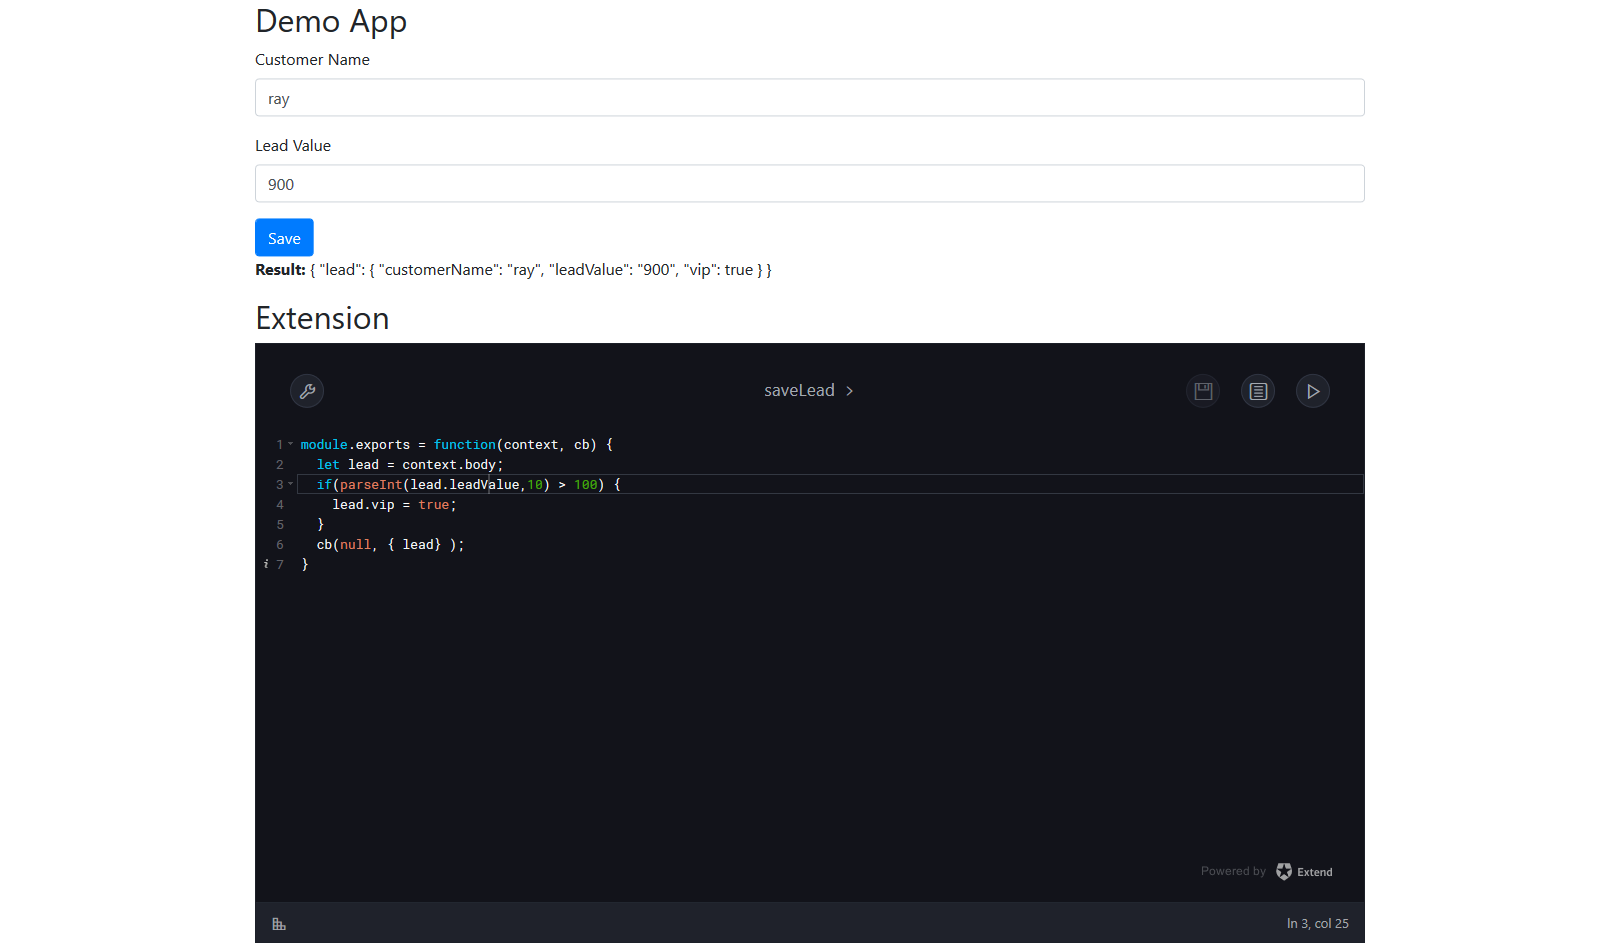 Demo App
Customer Name
ray
Lead Value
900
Save
Result: { "lead": { "customerName": "ray", "leadValue": "900", "vip": true } }
Extension
saveLead >
1 module.exports = function(context, cb) {
2   let lead = context.body;
3   if(parseInt(lead.leadValue,10) > 100) {
4     lead.vip = true;
5   }
6   cb(null, { lead} );
i 7 }
Powered by Extend
ln 3, col 25